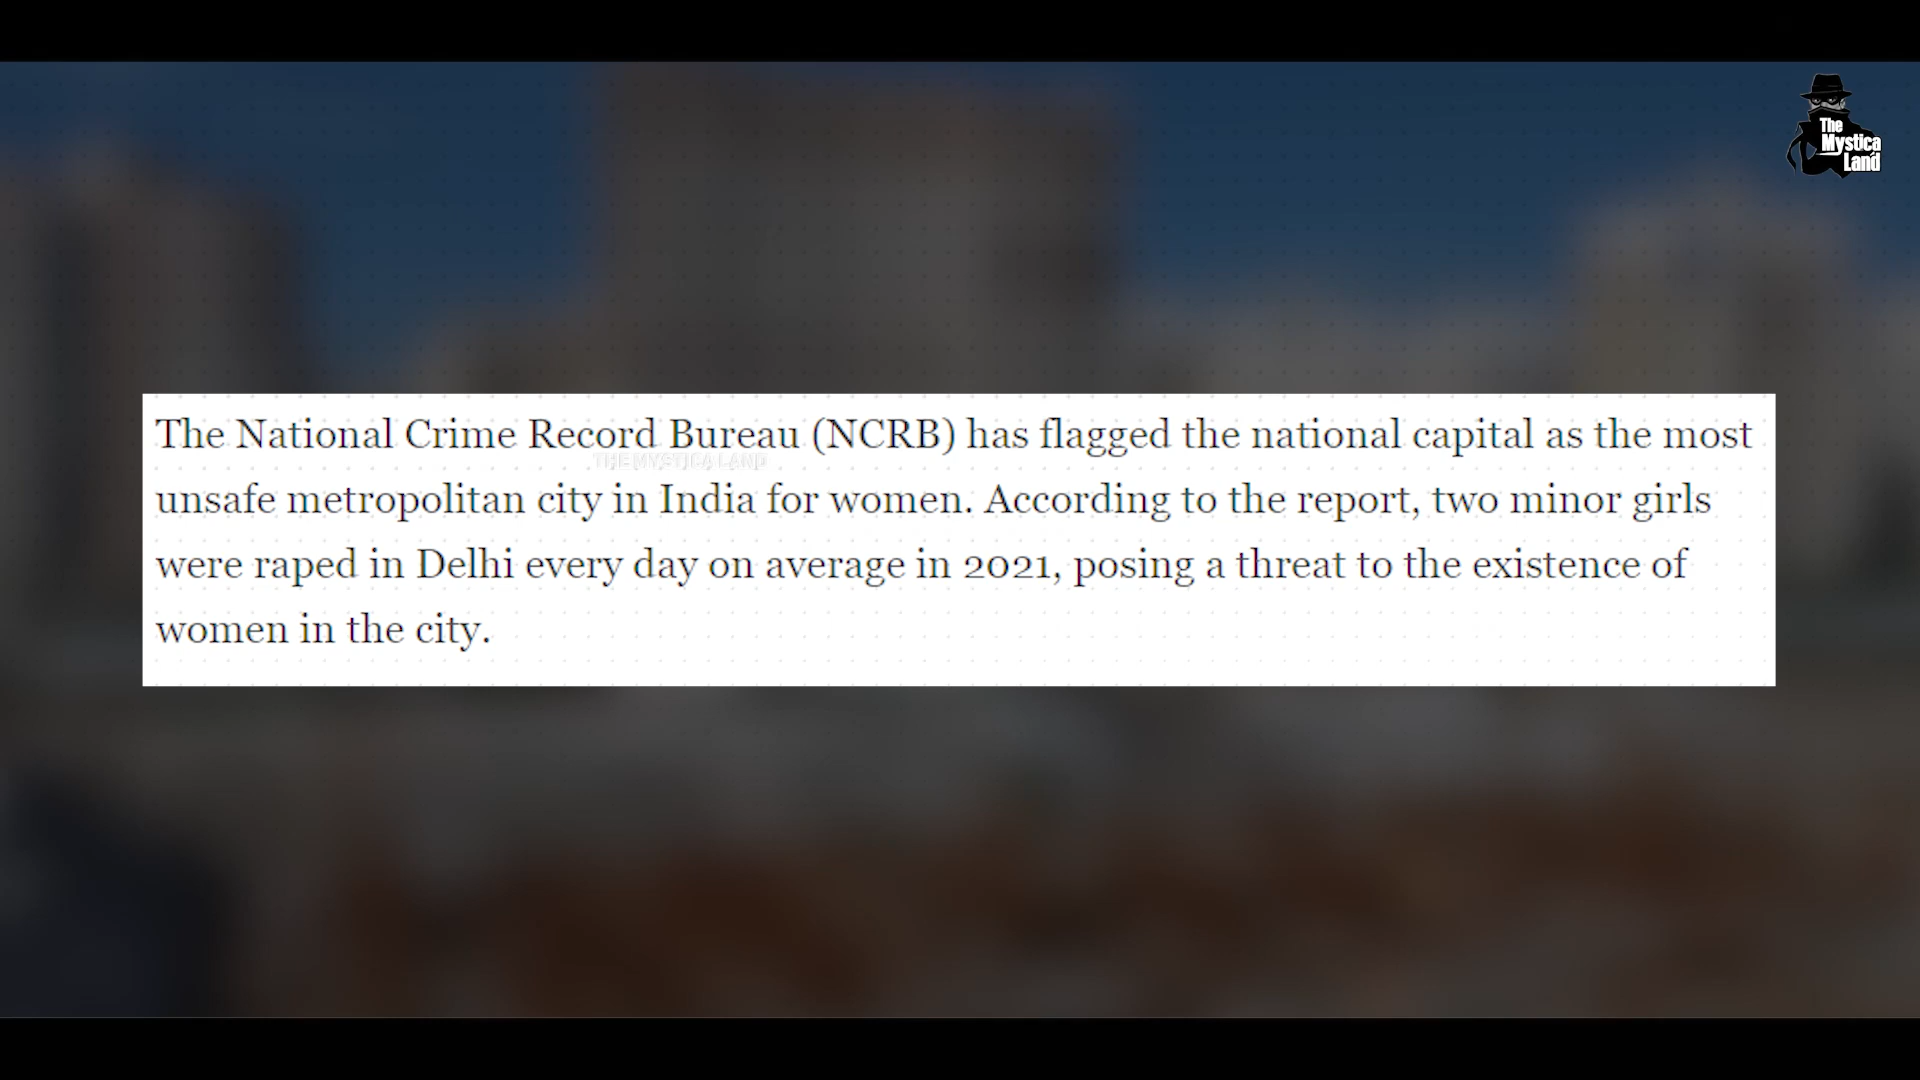 The
Mystica
Land
The National Crime Record Bureau (NCRB) has flagged the national capital as the most
THE MYSTICA LAND
unsafe metropolitan city in India for women. According to the report, two minor girls
were raped in Delhi every day on average in 2021, posing a threat to the existence of
women in the city.